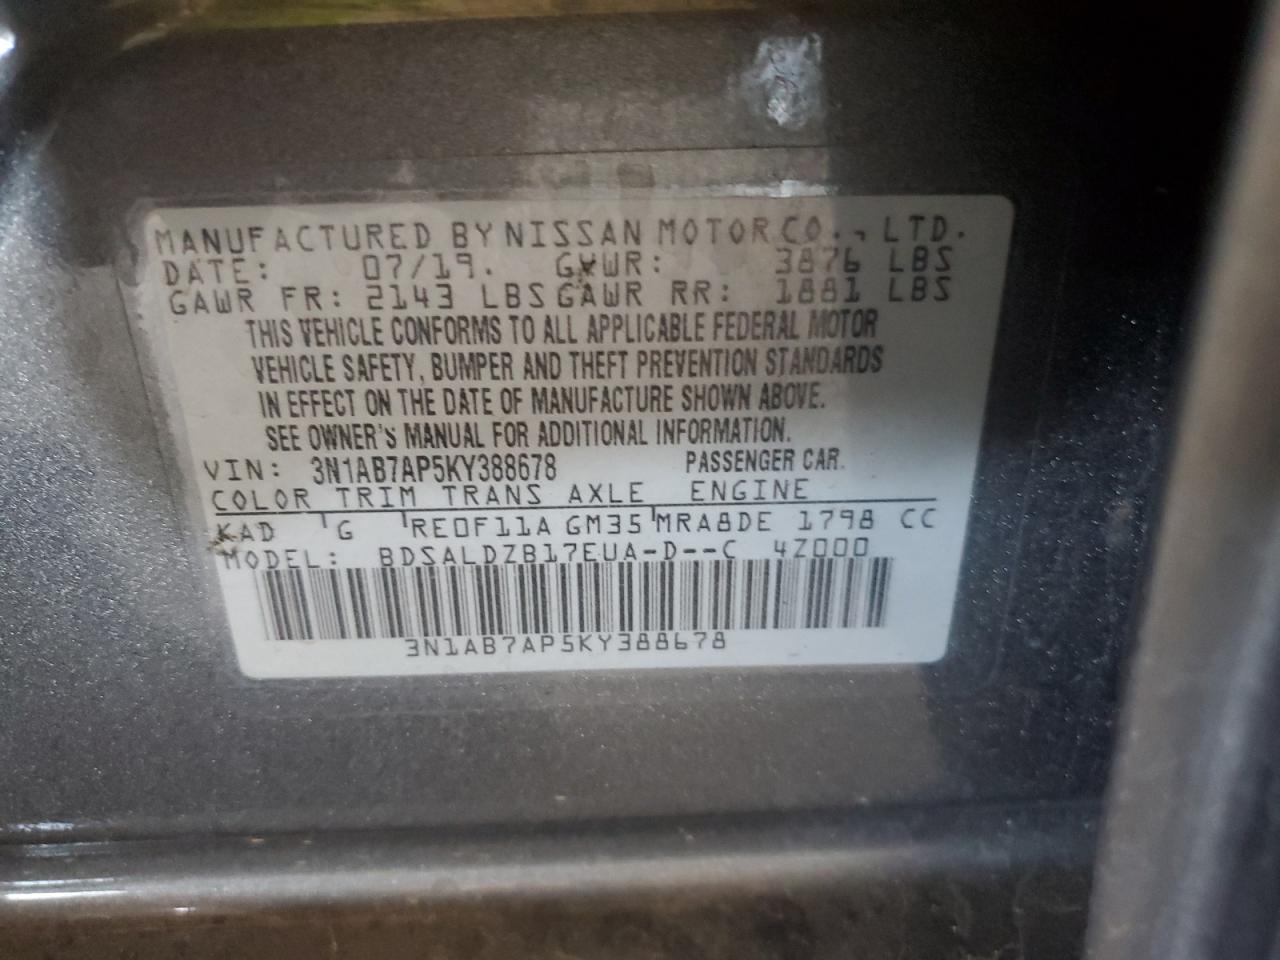 MANUFACTURED BY NISSAN MOTOR CO., LTD.
DATE: 07/19. GVWR: 3876 LBS
GAWR FR: 2143 LBS GAWR RR: 1881 LBS
THIS VEHICLE CONFORMS TO ALL APPLICABLE FEDERAL MOTOR
VEHICLE SAFETY, BUMPER AND THEFT PREVENTION STANDARDS
IN EFFECT ON THE DATE OF MANUFACTURE SHOWN ABOVE.
SEE OWNER'S MANUAL FOR ADDITIONAL INFORMATION.
VIN: 3N1AB7AP5KY388678 PASSENGER CAR.
COLOR TRIM TRANS AXLE ENGINE
KAD G RE0F11A GM35 MRA8DE 1798 CC
MODEL: BDSALDZB17EUA-D--C 4Z000
3N1AB7AP5KY388678